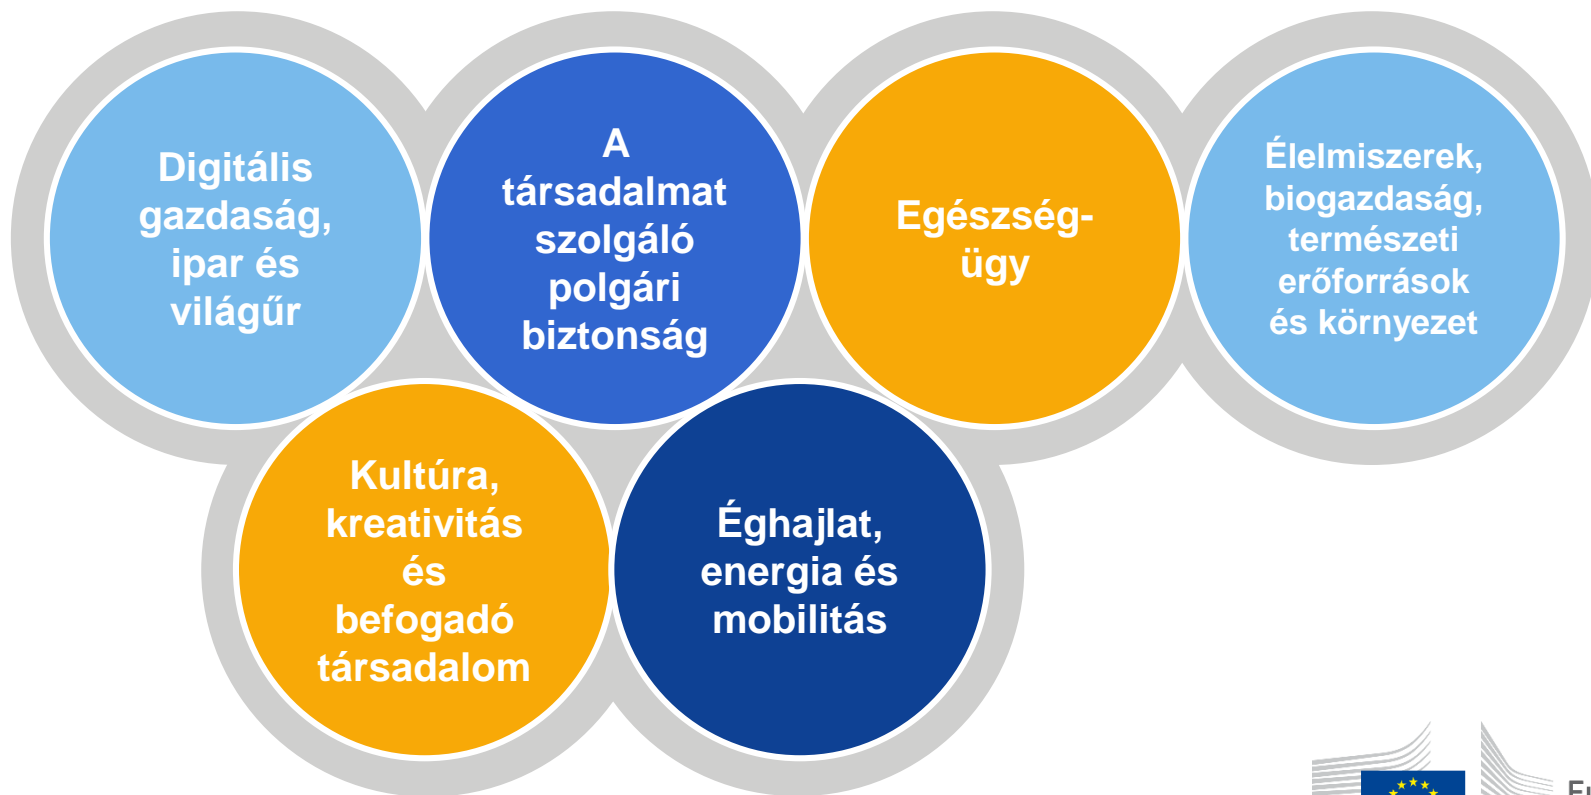 Digitális
gazdaság,
ipar és
világűr
A
társadalmat
szolgáló
polgári
biztonság
Egészség-
ügy
Élelmiszerek,
biogazdaság,
természeti
erőforrások
és környezet
Kultúra,
kreativitás
és
befogadó
társadalom
Éghajlat,
energia és
mobilitás